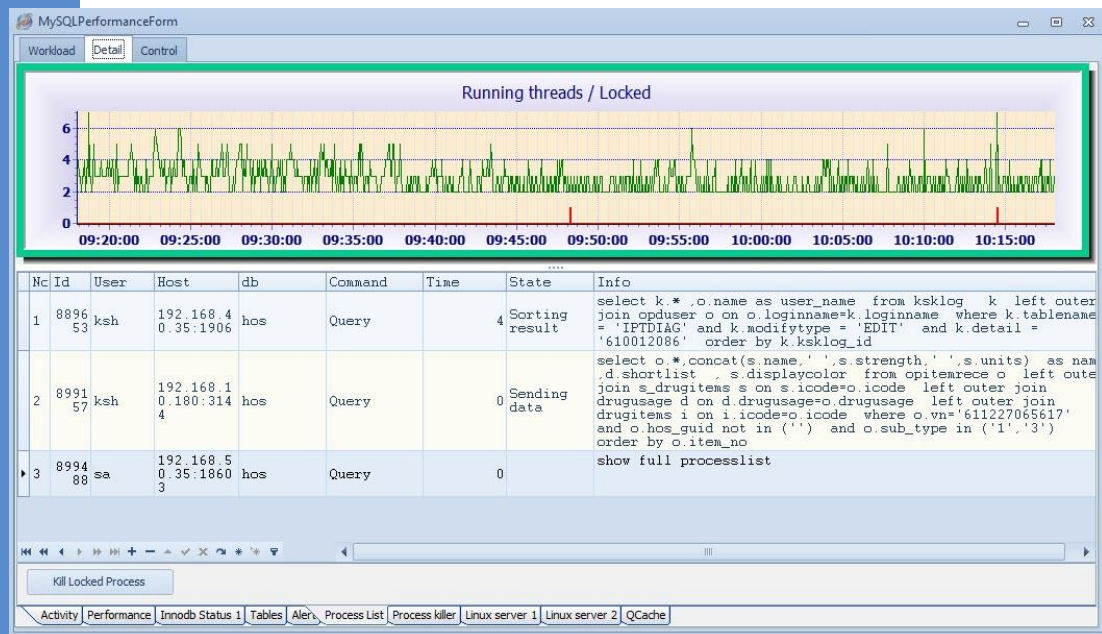 MySQLPerformanceForm
Workload Detail Control
Running threads / Locked
6
4
2
0
09:20:00 09:25:00 09:30:00 09:35:00 09:40:00 09:45:00 09:50:00 09:55:00 10:00:00 10:05:00 10:10:00 10:15:00
Nc Id User Host db Command Time State Info
1 889653 ksh 192.168.40.35:1906 hos Query 4 Sorting result
select k.* ,o.name as user_name from ksklog k left outer
join opduser o on o.loginname=k.loginname where k.tablename
= 'IPTDIAG' and k.modifytype = 'EDIT' and k.detail =
'610012086' order by k.ksklog_id
2 899157 ksh 192.168.10.180:3144 hos Query 0 Sending data
select o.*,concat(s.name,' ',s.strength,' ',s.units) as nam
,d.shortlist , s.displaycolor from opitemrece o left oute
join s_drugitems s on s.icode=o.icode left outer join
drugusage d on d.drugusage=o.drugusage left outer join
drugitems i on i.icode=o.icode where o.vn='611227065617'
and o.hos_guid not in ('') and o.sub_type in ('1','3')
order by o.item_no
3 899488 sa 192.168.50.35:18603 hos Query 0 show full processlist
Kill Locked Process
Activity Performance Innodb Status 1 Tables Alert Process List Process killer Linux server 1 Linux server 2 QCache